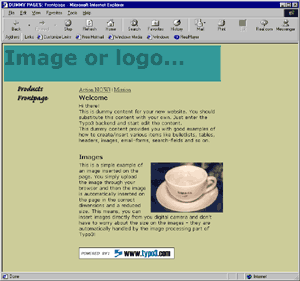 DUMMY PAGES: Frontpage - Microsoft Internet Explorer
File Edit View Favorites Tools Help
Back Stop Refresh Home Search Favorites History Mail Print Real.com Messenger
Address
Links Customize Links Free Hotmail Windows Media Windows RealPlayer
Image or logo...
Products
Frontpage
Welcome
Hi there!
This is dummy content for your new website. You should
substitute this content with your own. Just enter the
Typo3 backend and start edit the content.
This dummy content provides you with good examples of
how to create/insert various items like bulletlists, tables,
headers, images, email-forms, search-fields and so on.
Images
This is a simple example
of an image inserted on the
page. You simply upload
the image through your
browser and then the image
is automatically inserted on
the page in the correct
dimensions and a reduced
size. This means, you can
insert images directly from you digital camera and don't
have to worry about the size on the images - they are
automatically handled by the image processing part of
Typo3!
POWERED BY: www.typo3.com
Done Internet